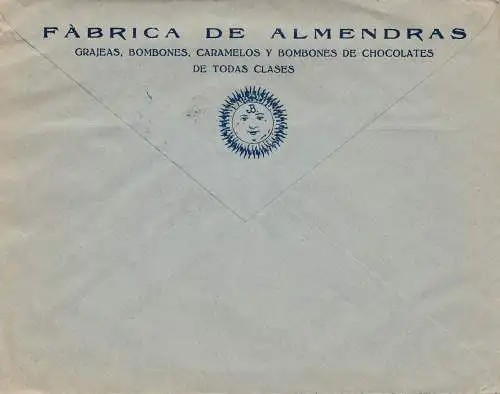 FÀBRICA DE ALMENDRAS
GRAJEAS, BOMBONES, CARAMELOS Y BOMBONES DE CHOCOLATES
DE TODAS CLASES
B